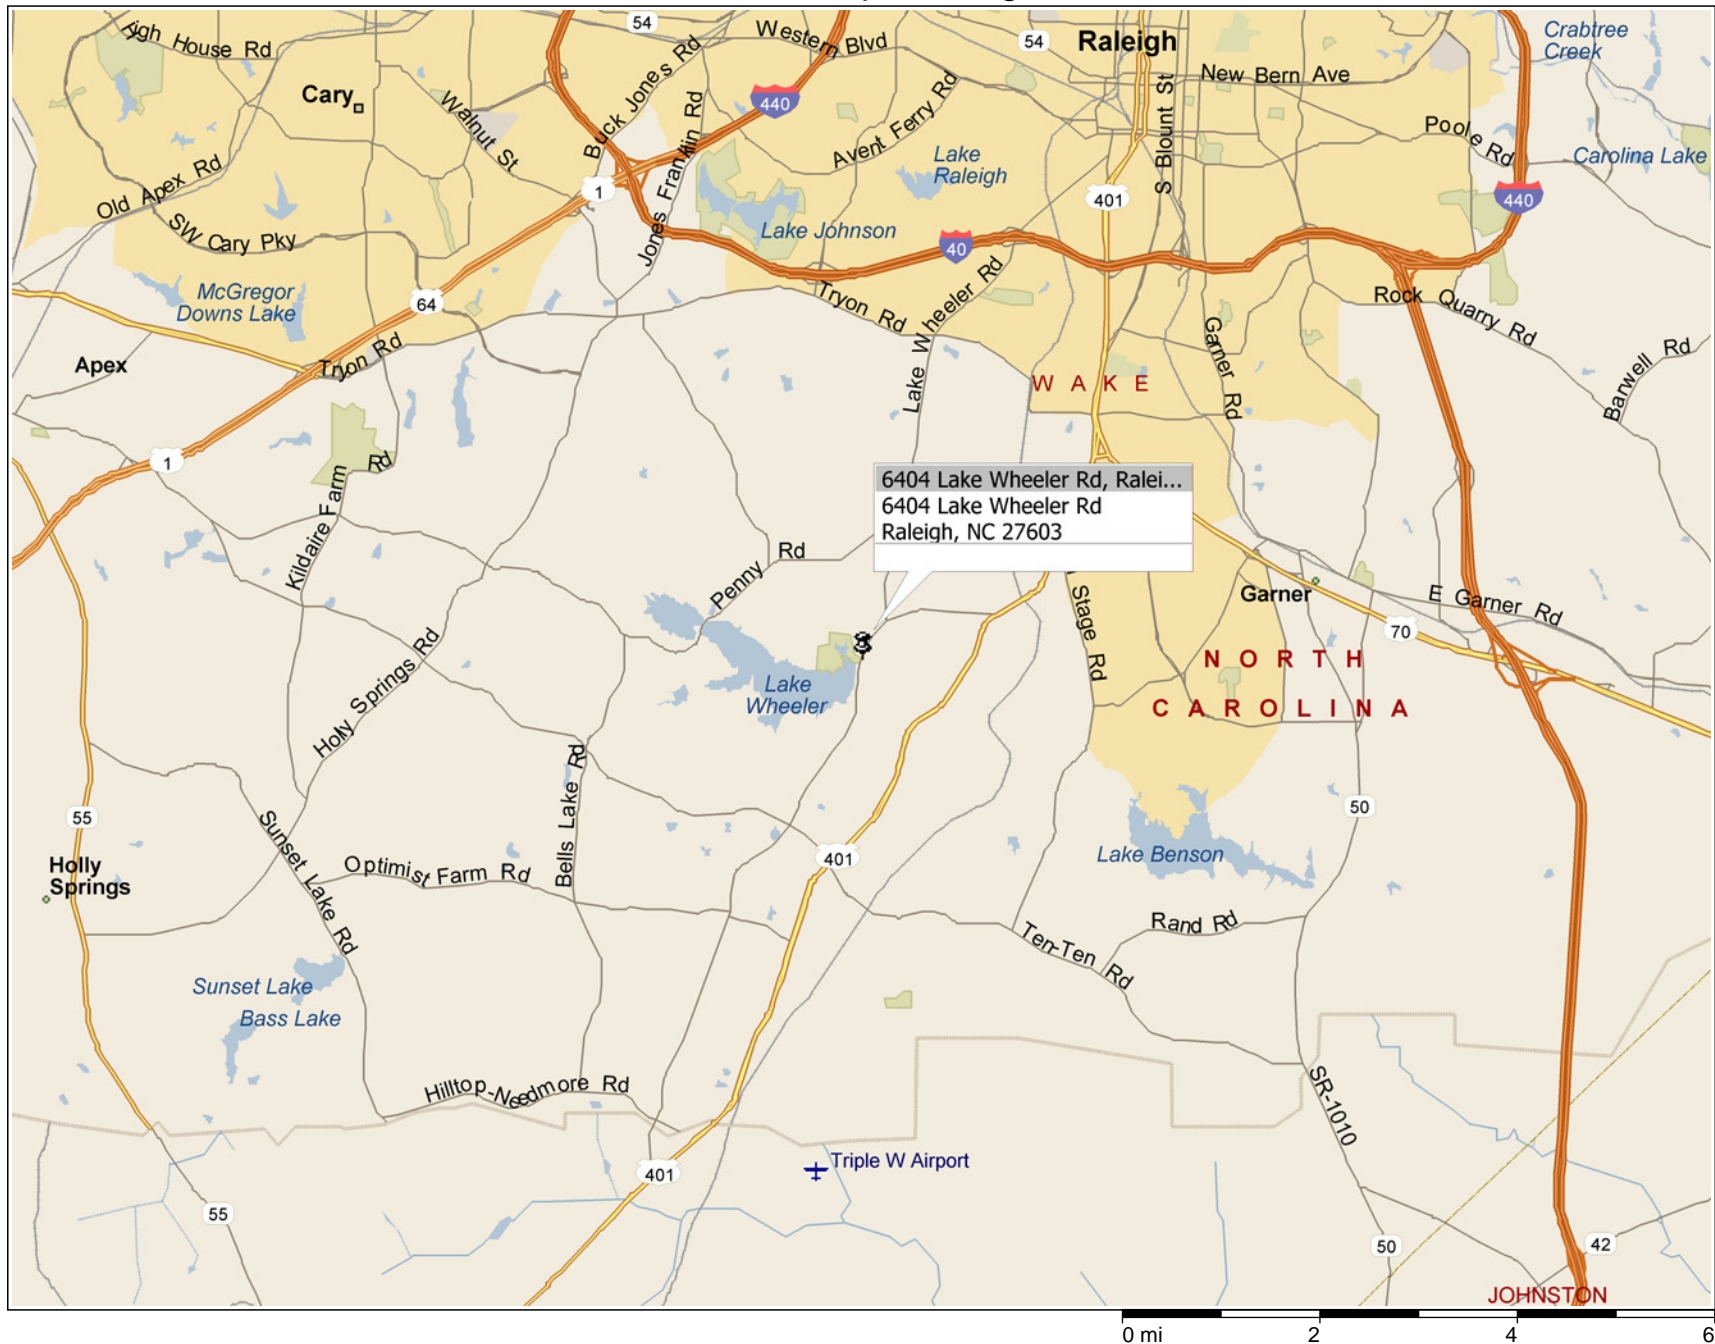 High House Rd
54
Western Blvd
54
Raleigh
Crabtree
Creek
New Bern Ave
Cary
Walnut St
Buck Jones Rd
440
Jones Franklin Rd
Avent Ferry Rd
S Blount St
Poole Rd
Carolina Lake
Lake
Raleigh
Old Apex Rd
1
401
440
SW Cary Pky
Lake Johnson
40
McGregor
Downs Lake
64
Tryon Rd
Lake Wheeler Rd
Garner Rd
Rock Quarry Rd
Barwell Rd
Apex
Tryon Rd
WAKE
1
Kildaire Farm Rd
6404 Lake Wheeler Rd, Ralei...
6404 Lake Wheeler Rd
Raleigh, NC 27603
Penny Rd
Stage Rd
Garner
E Garner Rd
70
Holly Springs Rd
NORTH
CAROLINA
Lake
Wheeler
Bells Lake Rd
55
50
Sunset Lake Rd
Lake Benson
401
Holly
Springs
Optimist Farm Rd
Rand Rd
Ten-Ten Rd
Sunset Lake
Bass Lake
Hilltop-Needmore Rd
SR-1010
Triple W Airport
401
55
50
42
JOHNSTON
0 mi 2 4 6